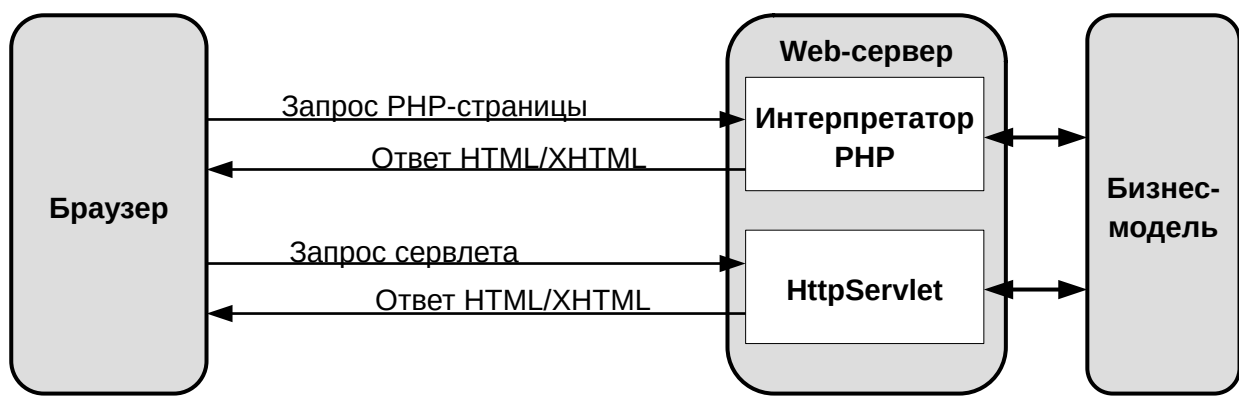 Web-сервер
Запрос PHP-страницы
Интерпретатор
PHP
Ответ HTML/XHTML
Браузер
Бизнес-
модель
Запрос сервлета
HttpServlet
Ответ HTML/XHTML